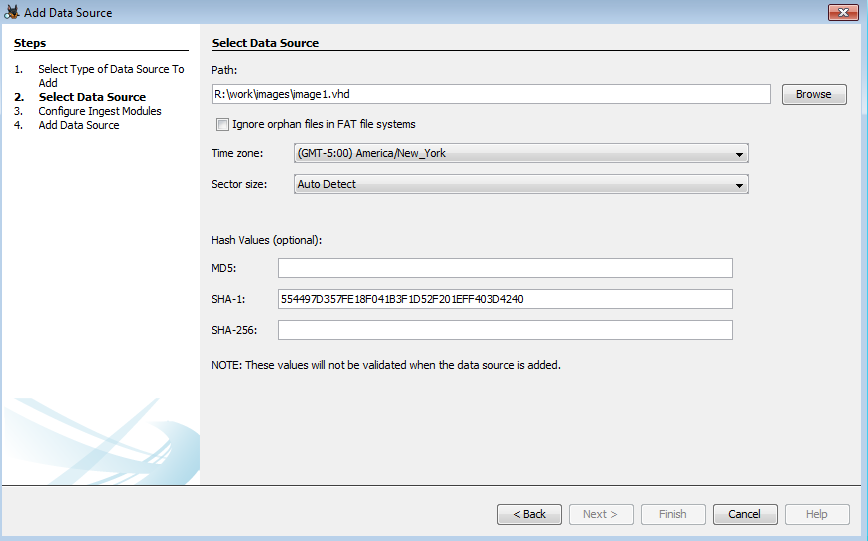 Add Data Source
Steps
1. Select Type of Data Source To
Add
2. Select Data Source
3. Configure Ingest Modules
4. Add Data Source
Select Data Source
Path:
R:\work\images\image1.vhd
Browse
Ignore orphan files in FAT file systems
Time zone: (GMT-5:00) America/New_York
Sector size: Auto Detect
Hash Values (optional):
MD5:
SHA-1: 554497D357FE18F041B3F1D52F201EFF403D4240
SHA-256:
NOTE: These values will not be validated when the data source is added.
< Back Next > Finish Cancel Help